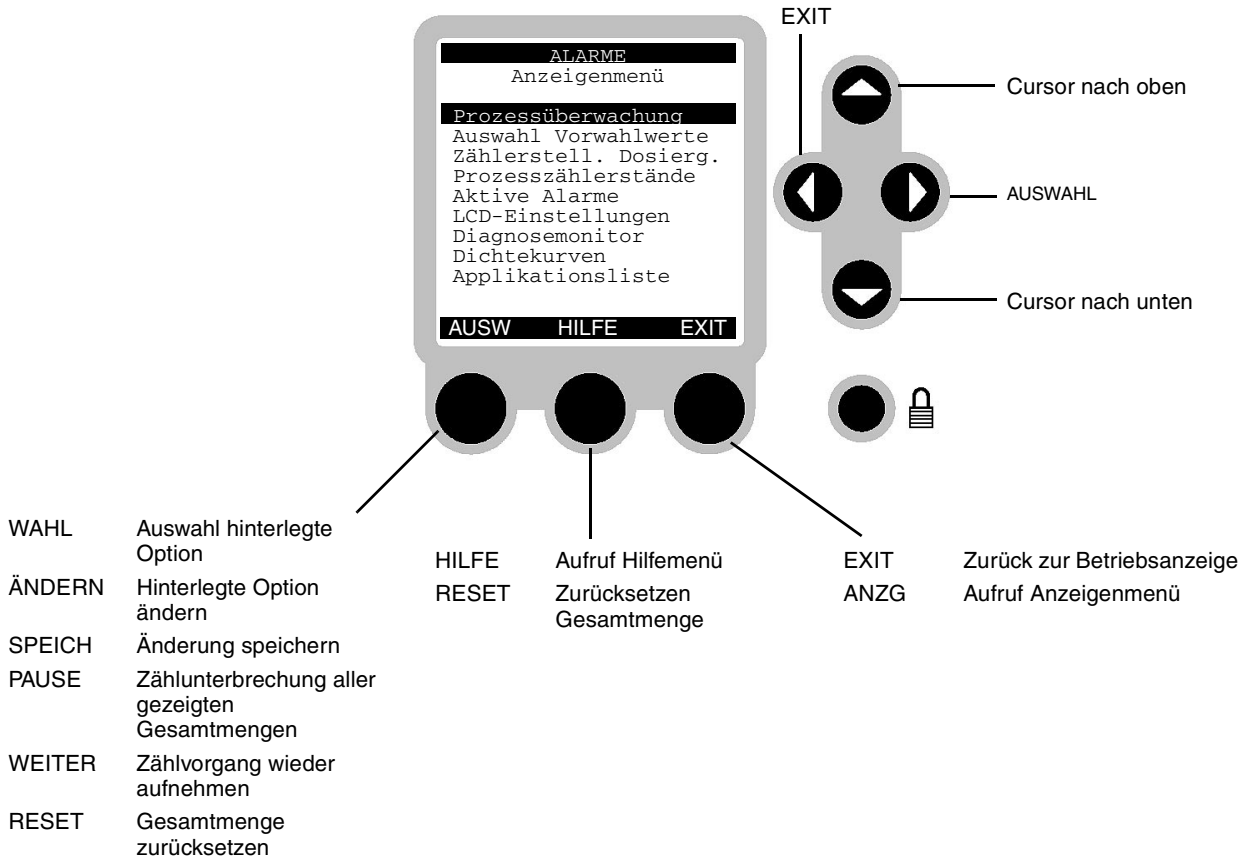 EXIT
ALARME
Anzeigenmenü
Prozessüberwachung
Auswahl Vorwahlwerte
Zählerstell. Dosierg.
Prozesszählerstände
Aktive Alarme
LCD-Einstellungen
Diagnosemonitor
Dichtekurven
Applikationsliste
AUSW HILFE EXIT
Cursor nach oben
AUSWAHL
Cursor nach unten
WAHL Auswahl hinterlegte
Option
ÄNDERN Hinterlegte Option
ändern
SPEICH Änderung speichern
PAUSE Zählunterbrechung aller
gezeigten
Gesamtmengen
WEITER Zählvorgang wieder
aufnehmen
RESET Gesamtmenge
zurücksetzen
HILFE Aufruf Hilfemenü
RESET Zurücksetzen
Gesamtmenge
EXIT Zurück zur Betriebsanzeige
ANZG Aufruf Anzeigenmenü